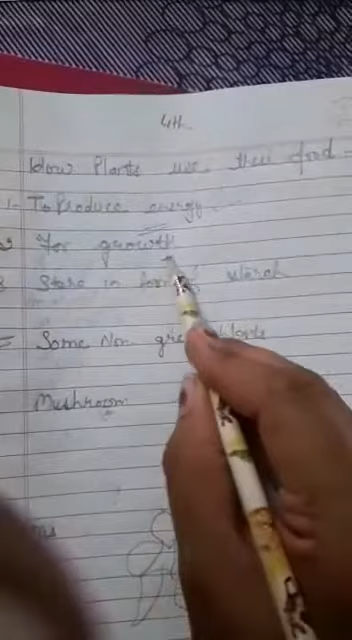 4th
How Plants use their food
1- To Produce energy
2 For growth
3 Store in form of starch
= Some Non green Plants
Mushroom